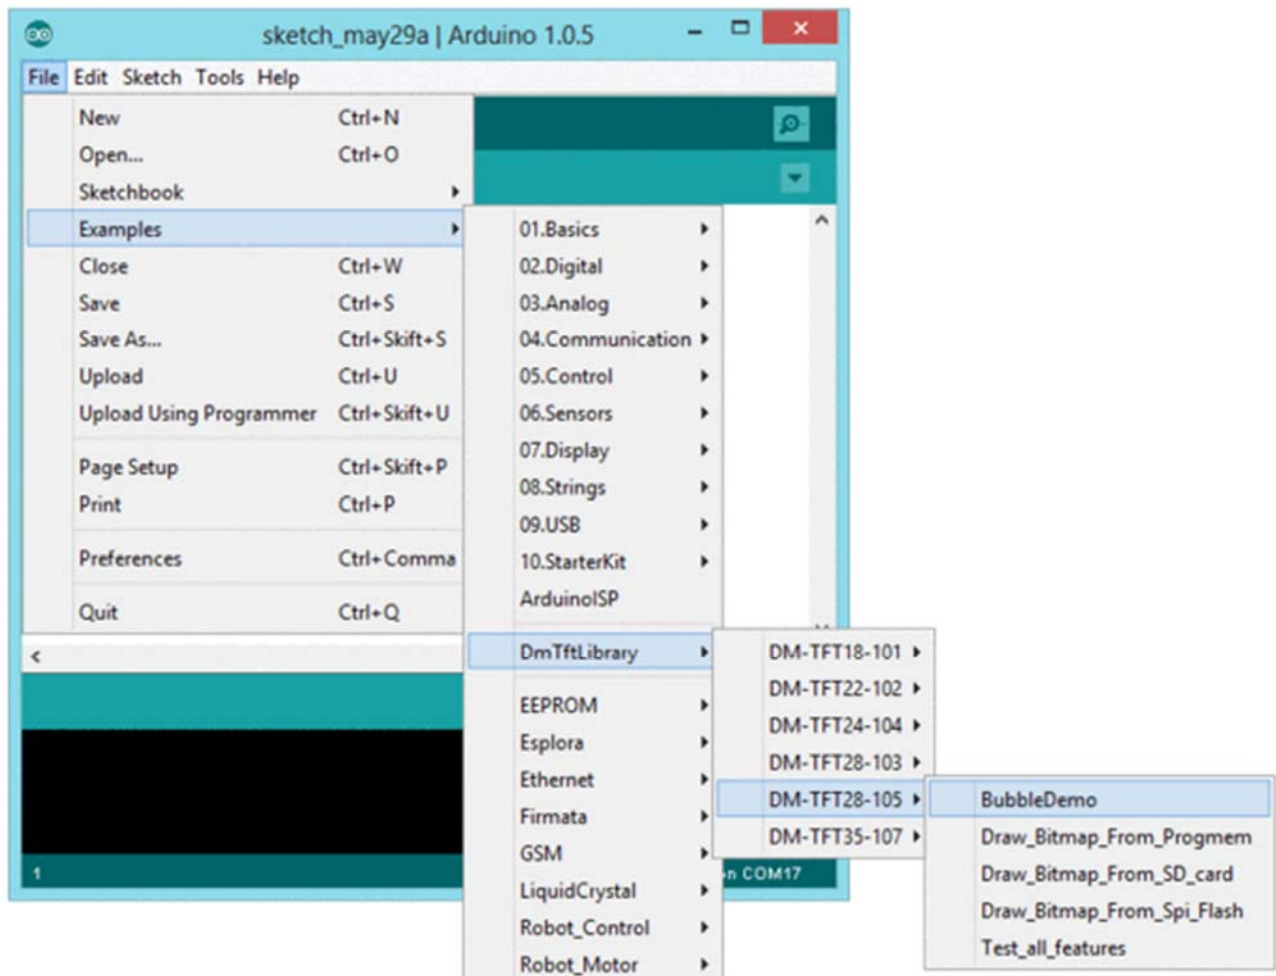 sketch_may29a | Arduino 1.0.5
File Edit Sketch Tools Help
New Ctrl+N
Open... Ctrl+O
Sketchbook
Examples
Close Ctrl+W
Save Ctrl+S
Save As... Ctrl+Skift+S
Upload Ctrl+U
Upload Using Programmer Ctrl+Skift+U
Page Setup Ctrl+Skift+P
Print Ctrl+P
Preferences Ctrl+Comma
Quit Ctrl+Q
01.Basics
02.Digital
03.Analog
04.Communication
05.Control
06.Sensors
07.Display
08.Strings
09.USB
10.StarterKit
ArduinoISP
DmTftLibrary
EEPROM
Esplora
Ethernet
Firmata
GSM
LiquidCrystal
Robot_Control
Robot_Motor
DM-TFT18-101
DM-TFT22-102
DM-TFT24-104
DM-TFT28-103
DM-TFT28-105
DM-TFT35-107
BubbleDemo
Draw_Bitmap_From_Progmem
Draw_Bitmap_From_SD_card
Draw_Bitmap_From_Spi_Flash
Test_all_features
1
n COM17